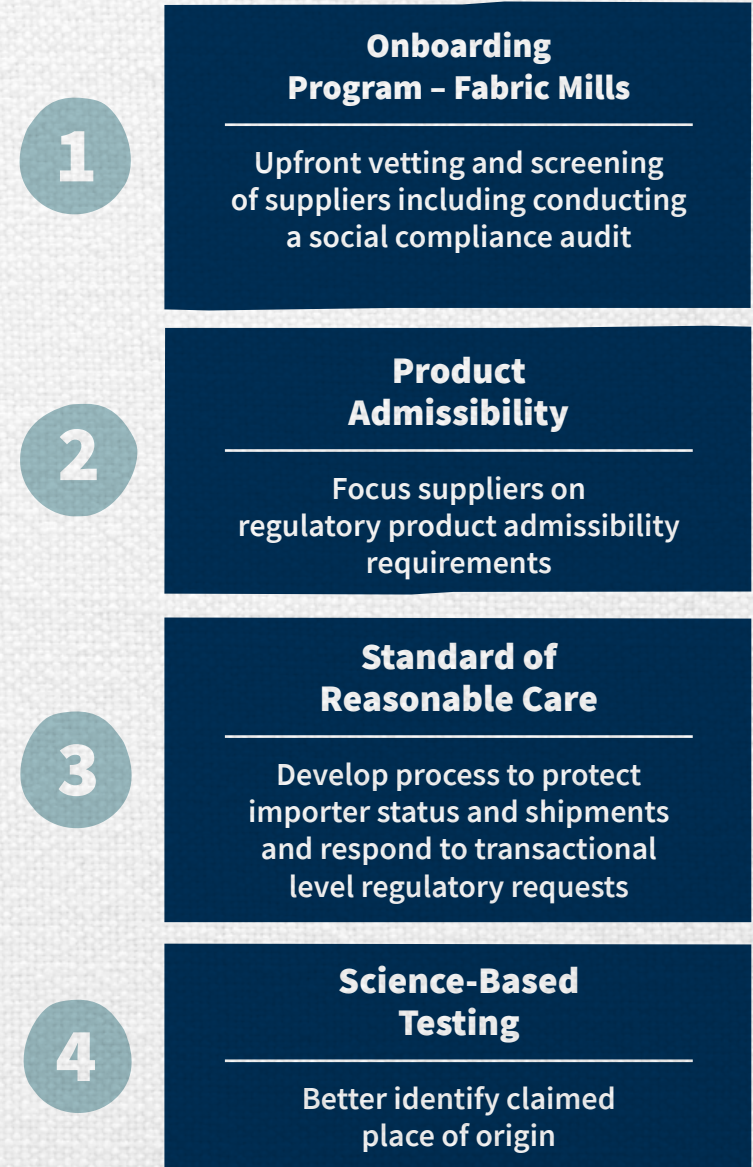 1
Onboarding
Program – Fabric Mills
Upfront vetting and screening
of suppliers including conducting
a social compliance audit
2
Product
Admissibility
Focus suppliers on
regulatory product admissibility
requirements
3
Standard of
Reasonable Care
Develop process to protect
importer status and shipments
and respond to transactional
level regulatory requests
4
Science-Based
Testing
Better identify claimed
place of origin